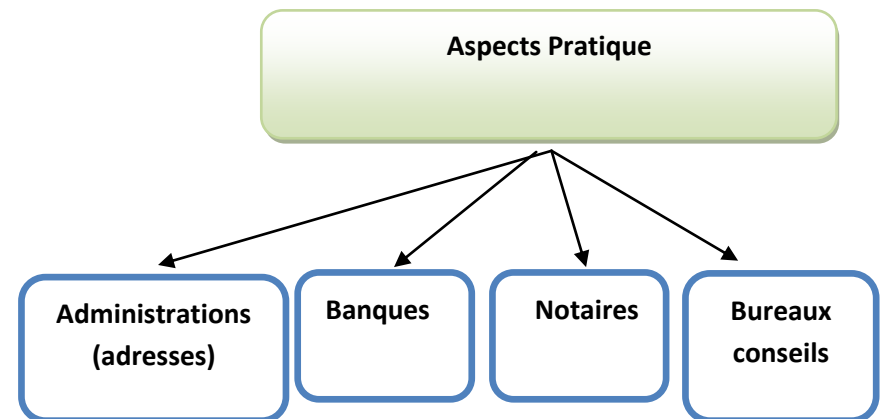 Aspects Pratique
Administrations
(adresses)
Banques
Notaires
Bureaux
conseils